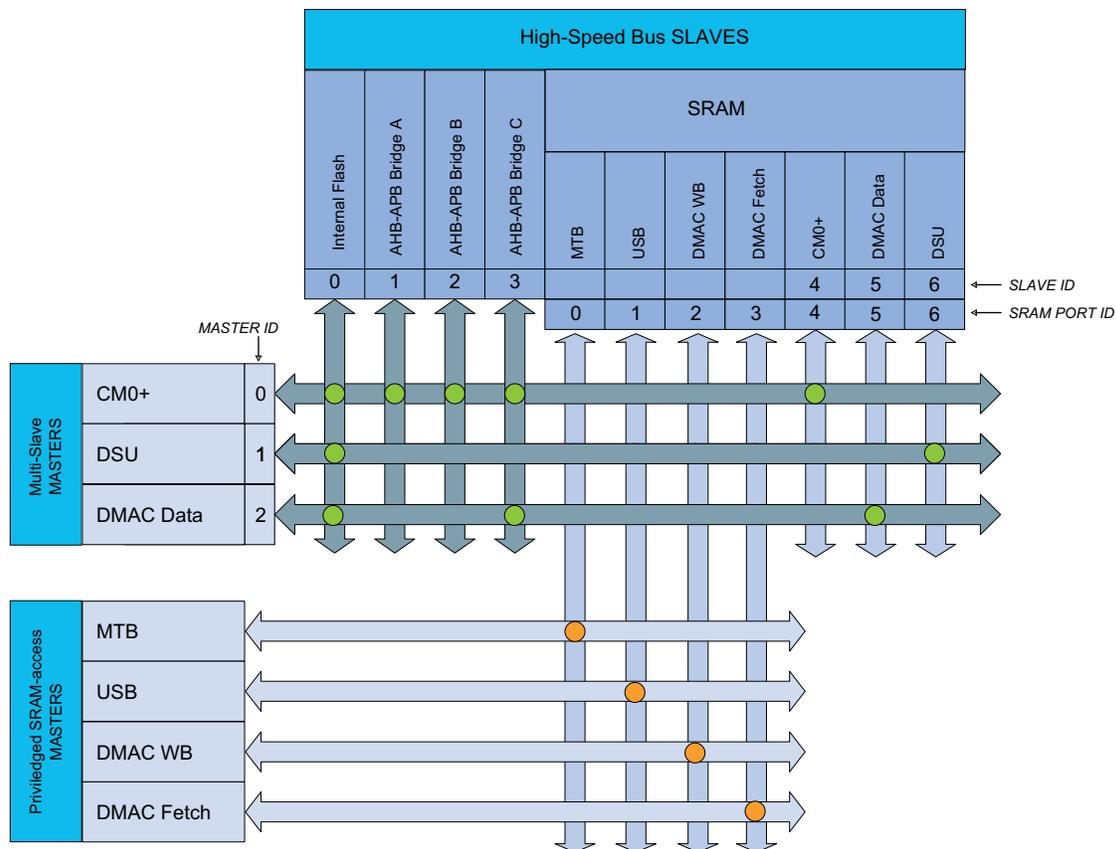 High-Speed Bus SLAVES
SRAM
Internal Flash
AHB-APB Bridge A
AHB-APB Bridge B
AHB-APB Bridge C
MTB
USB
DMAC WB
DMAC Fetch
CM0+
DMAC Data
DSU
0 1 2 3 4 5 6 SLAVE ID
0 1 2 3 4 5 6 SRAM PORT ID
MASTER ID
Multi-Slave
MASTERS
CM0+ 0
DSU 1
DMAC Data 2
Priviledged SRAM-access
MASTERS
MTB
USB
DMAC WB
DMAC Fetch